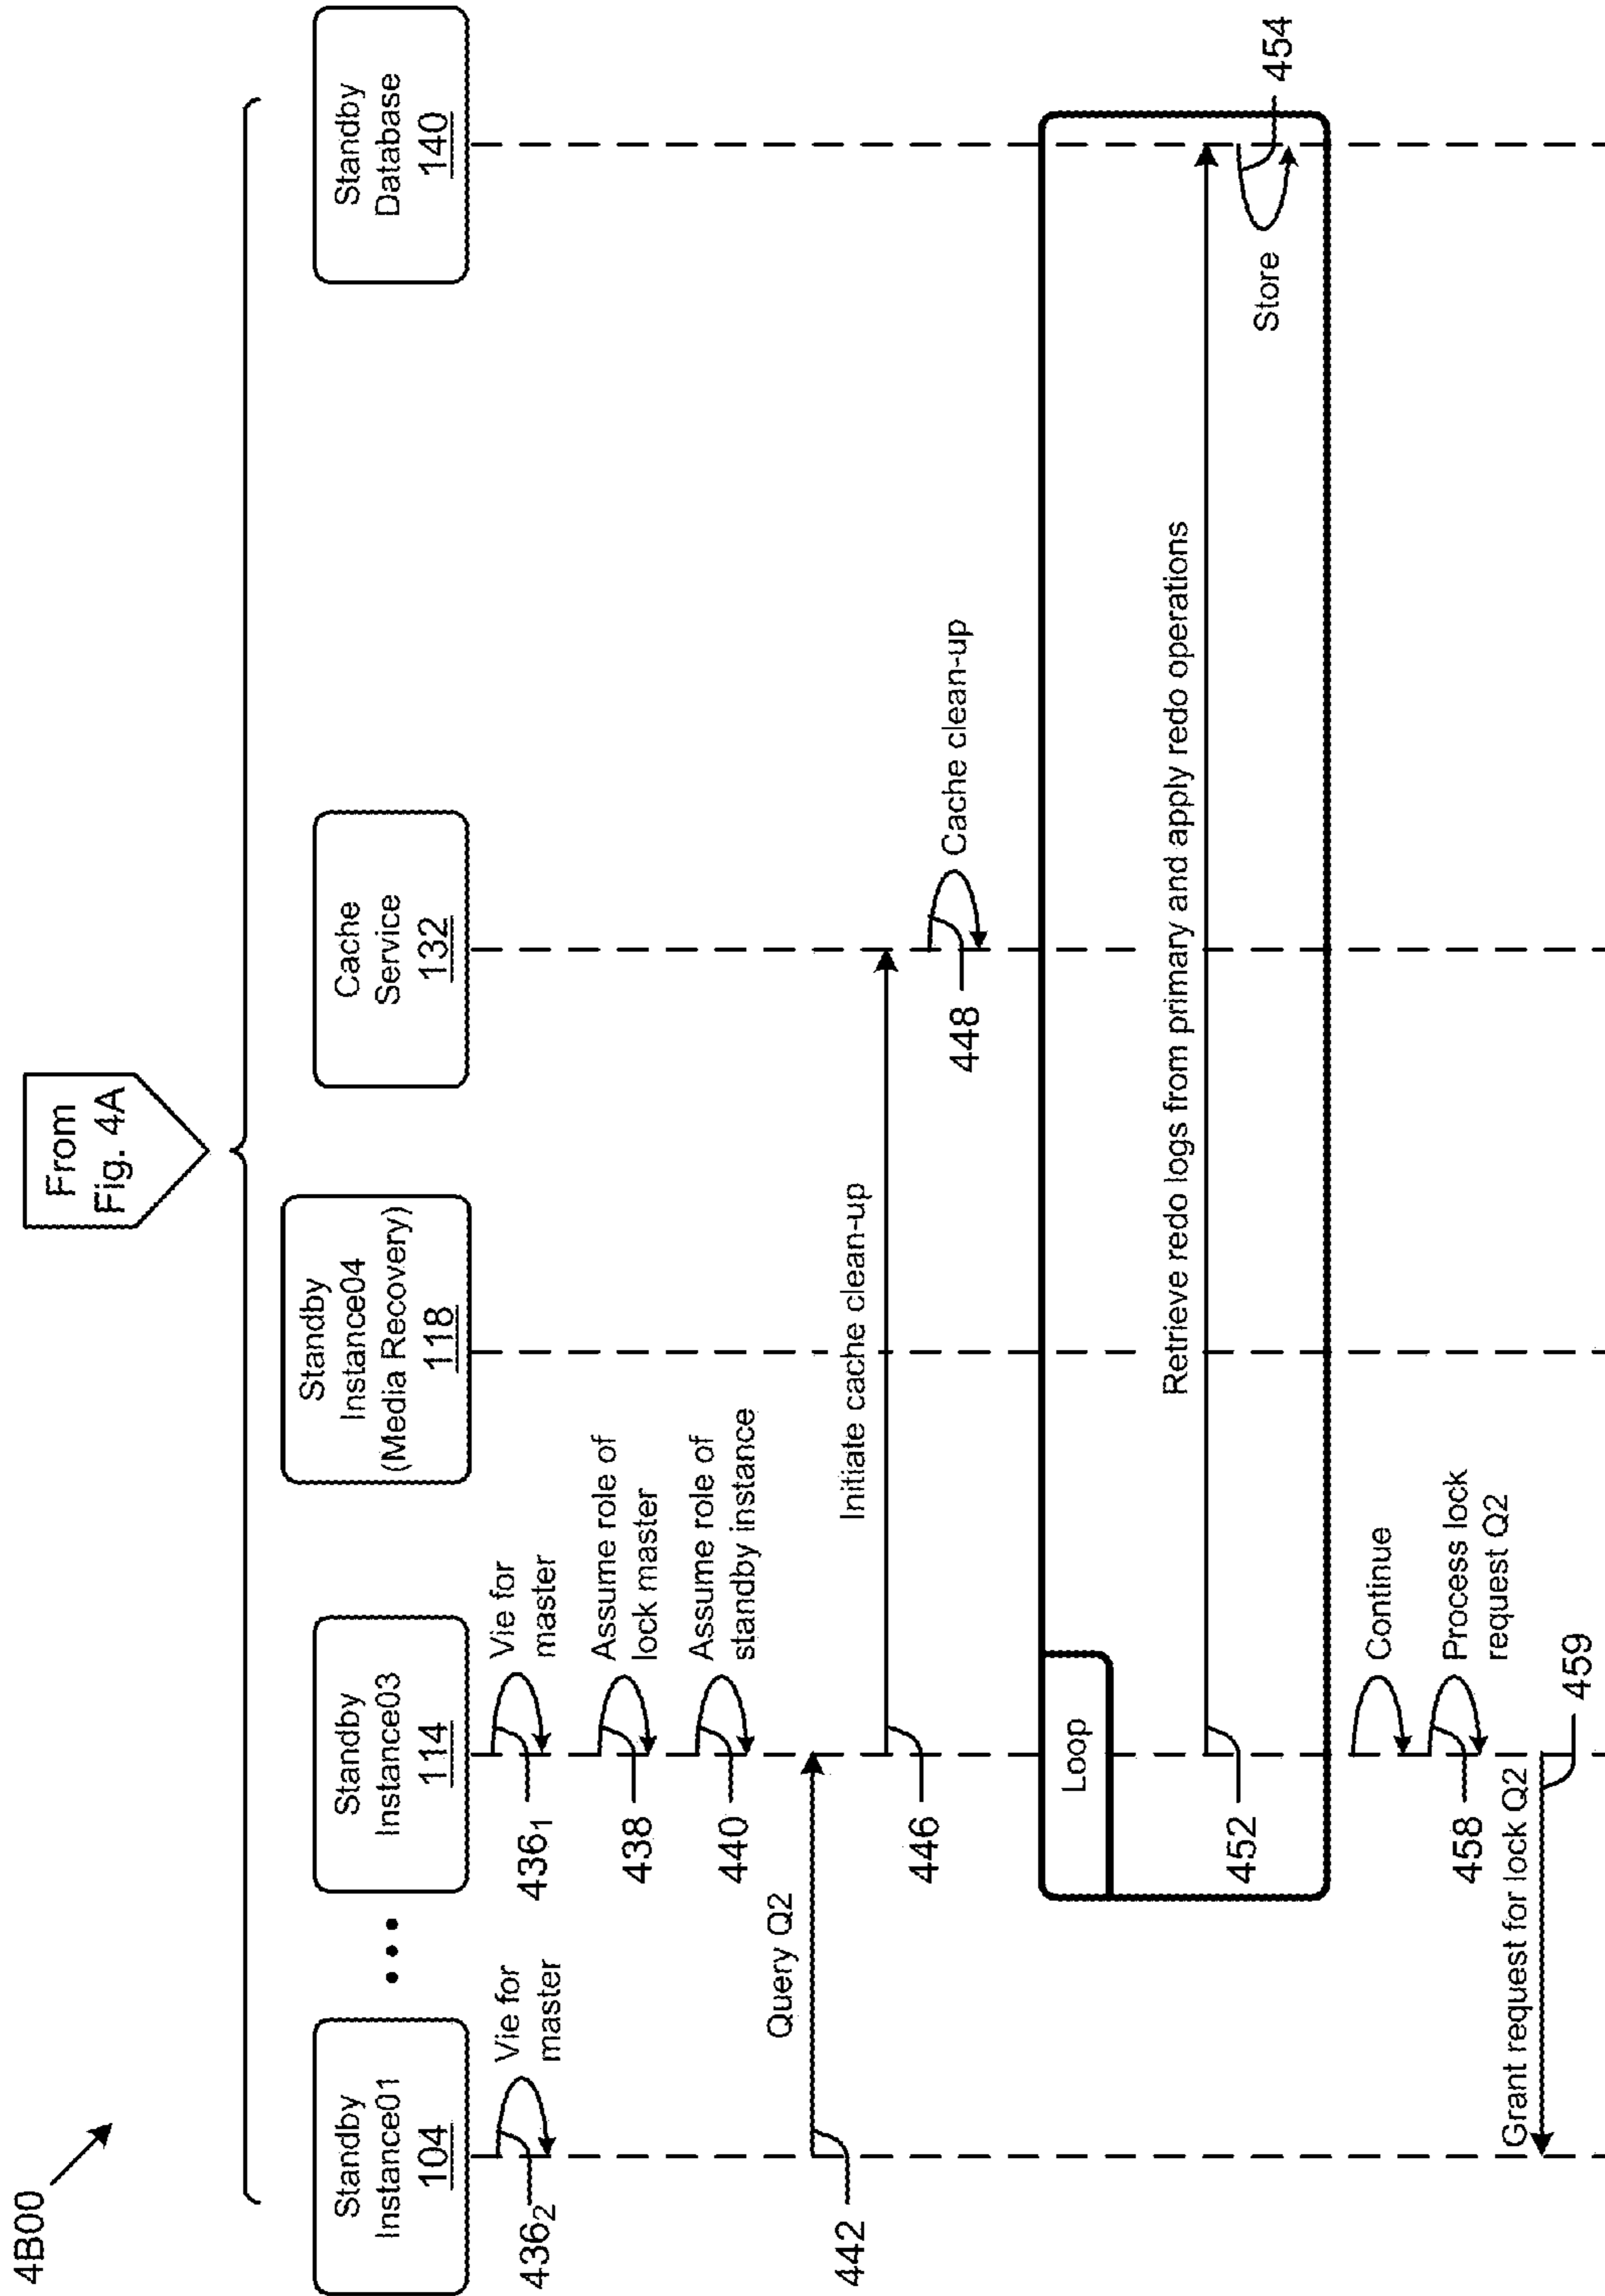 4B00
From
Fig. 4A
Standby
Instance01
104
• • •
Standby
Instance03
114
Standby
Instance04
(Media Recovery)
118
Cache
Service
132
Standby
Database
140
Vie for
master
436₂
Vie for
master
436₁
Assume role of
lock master
438
Assume role of
standby instance
440
Query Q2
442
Initiate cache clean-up
446
Cache clean-up
448
Loop
Retrieve redo logs from primary and apply redo operations
452
Store
454
Continue
Process lock
request Q2
458
Grant request for lock Q2
459